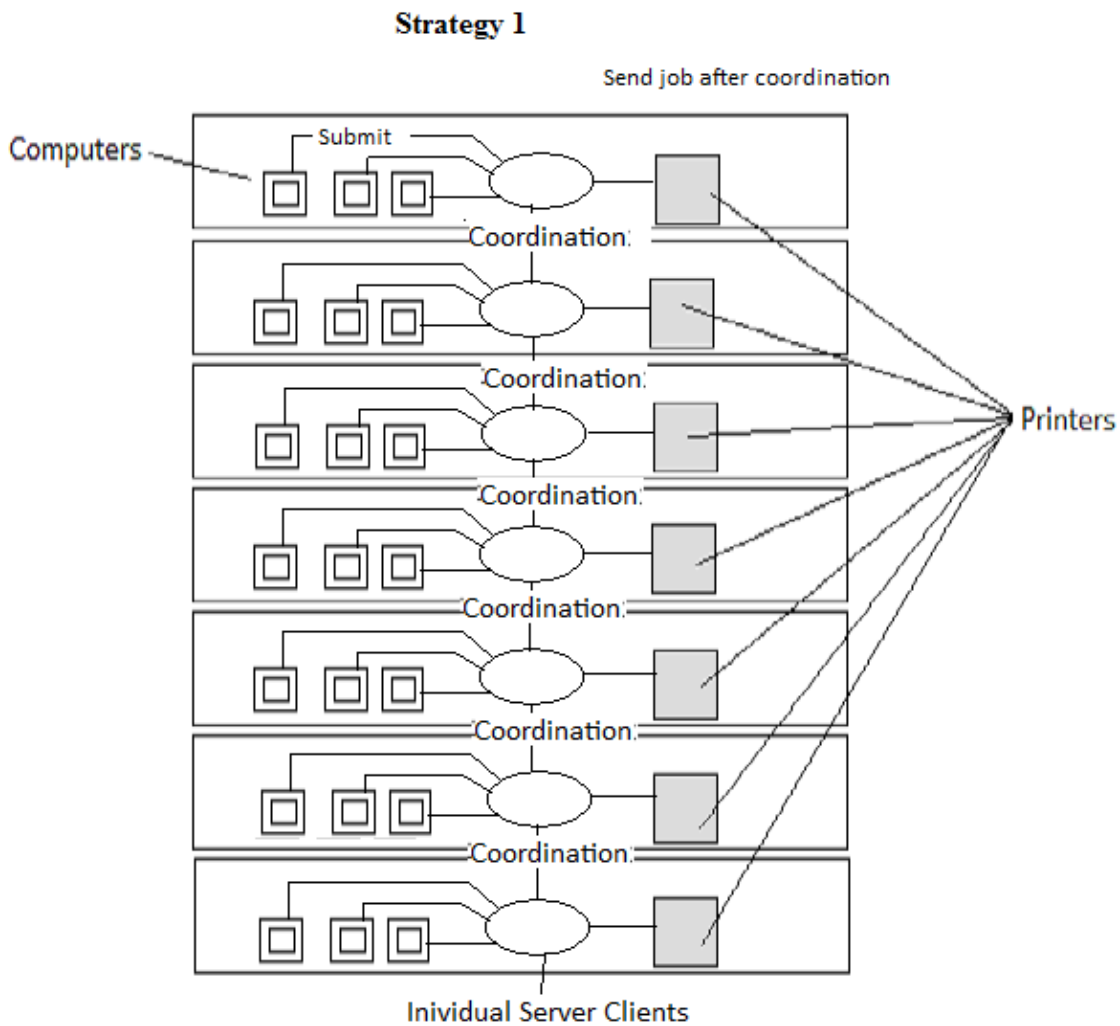 Strategy 1
Send job after coordination
Computers
Submit
Coordination:
Coordination:
Printers
Coordination:
Coordination:
Coordination:
Coordination:
Inividual Server Clients